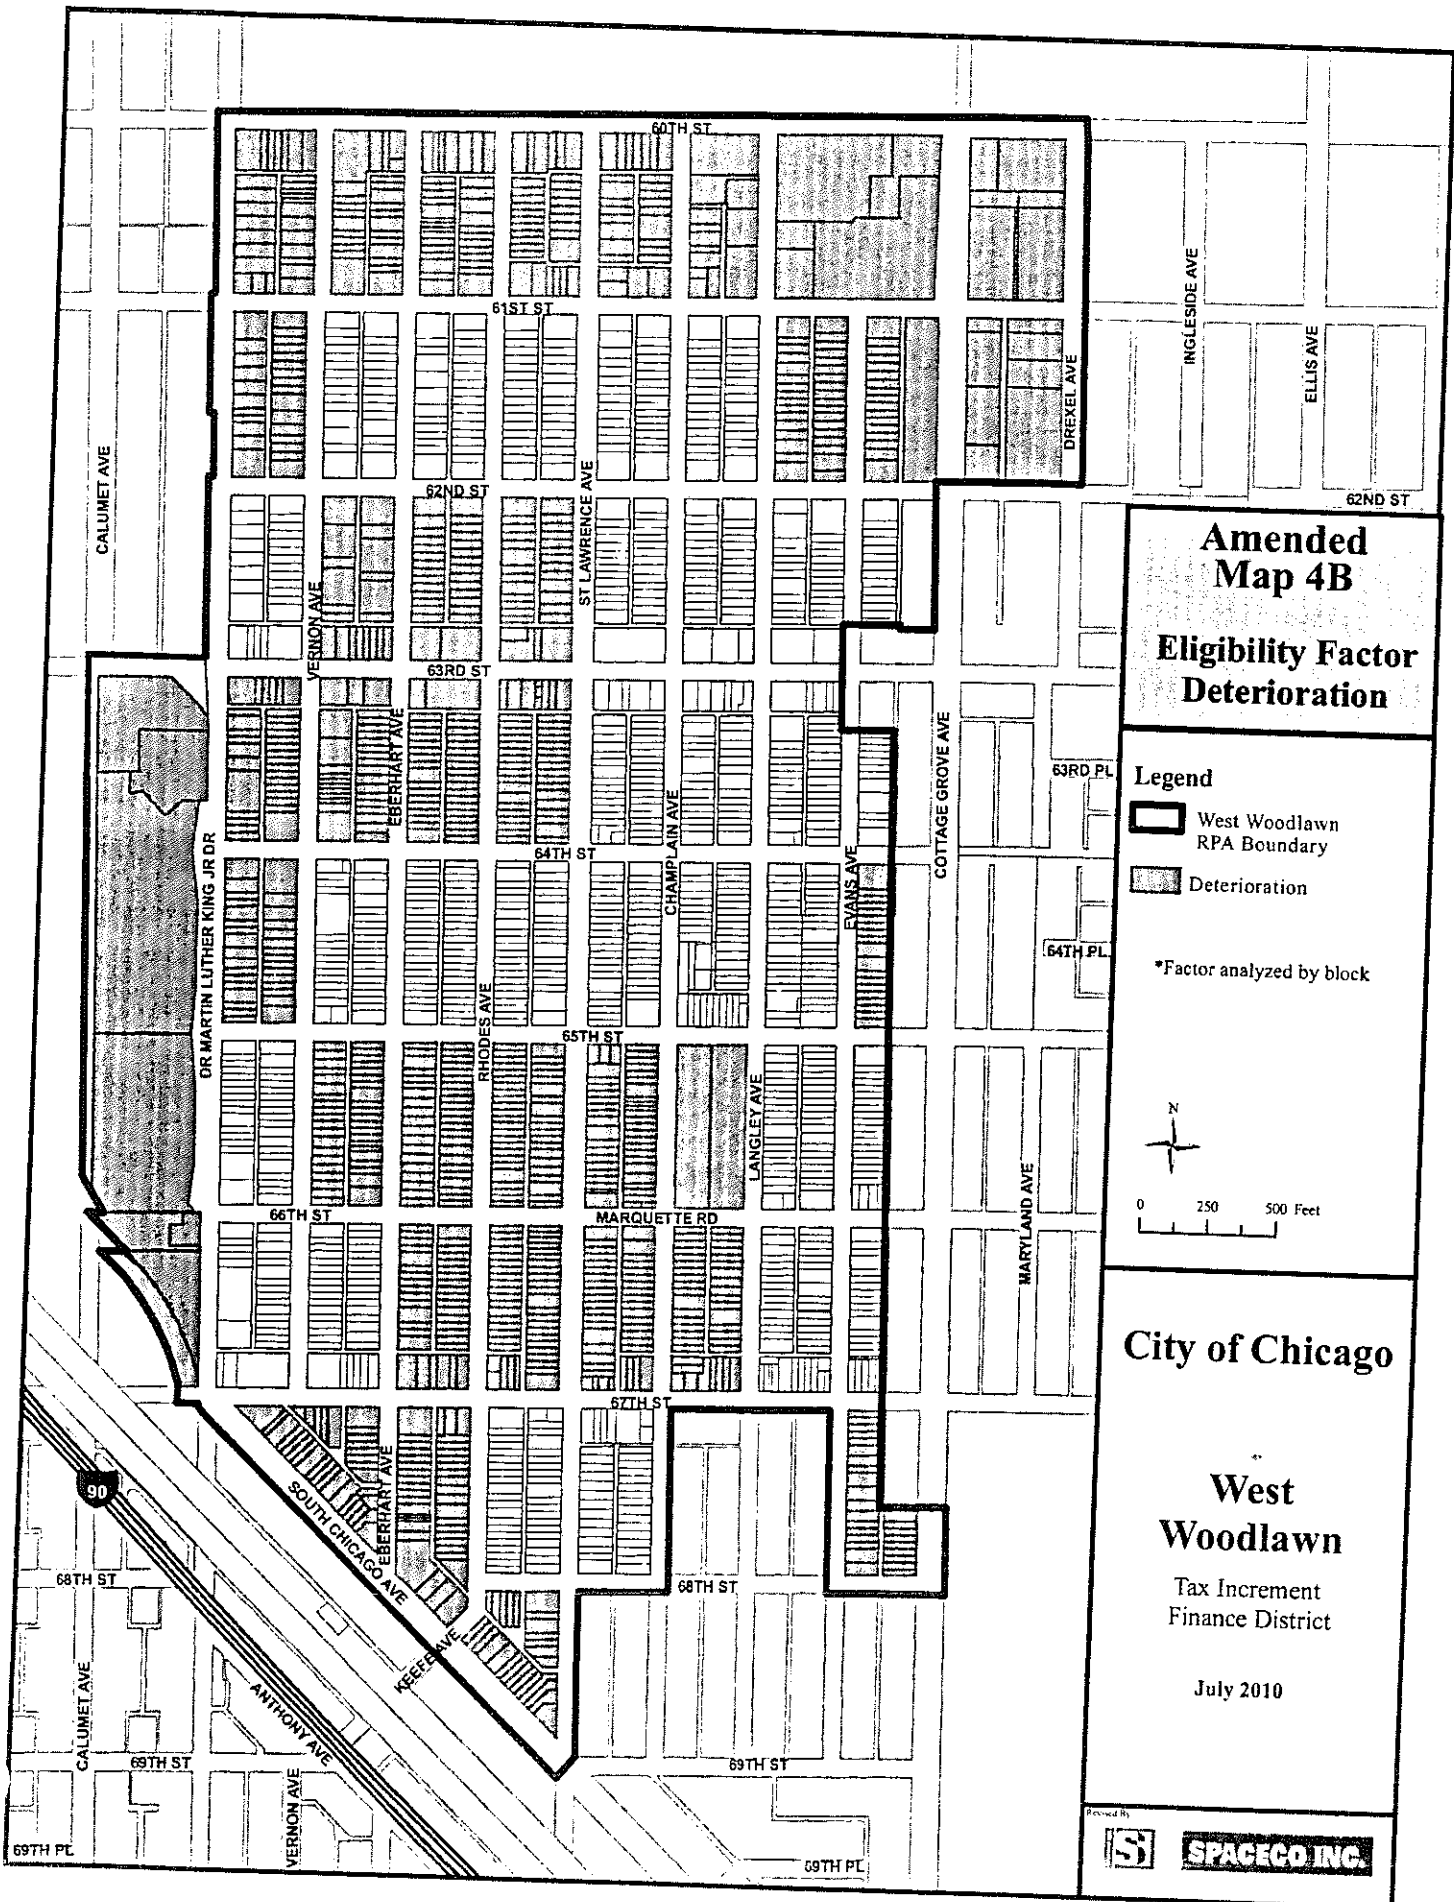 60TH ST
61ST ST
INGLESIDE AVE
ELLIS AVE
DREXEL AVE
CALUMET AVE
62ND ST
ST LAWRENCE AVE
62ND ST
VERNON AVE
63RD ST
EBERHART AVE
COTTAGE GROVE AVE
63RD PL
CHAMPLAIN AVE
DR MARTIN LUTHER KING JR DR
64TH ST
EVANS AVE
64TH PL
RHODES AVE
65TH ST
LANGLEY AVE
66TH ST
MARQUETTE RD
MARYLAND AVE
67TH ST
90
EBERHART AVE
SOUTH CHICAGO AVE
68TH ST
68TH ST
KEEFE AVE
CALUMET AVE
ANTHONY AVE
69TH ST
69TH ST
VERNON AVE
69TH PL
69TH PL
Amended
Map 4B
Eligibility Factor
Deterioration
Legend
West Woodlawn
RPA Boundary
Deterioration
*Factor analyzed by block
N
0 250 500 Feet
City of Chicago
West
Woodlawn
Tax Increment
Finance District
July 2010
Revised By
SPACECO INC.